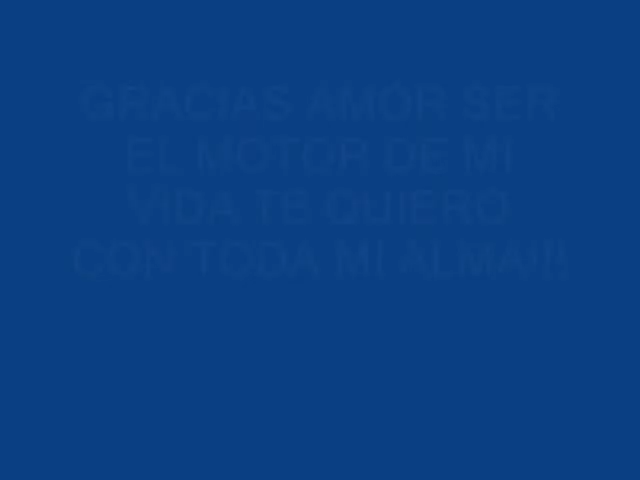 GRACIAS AMOR SER
EL MOTOR DE MI
VIDA TE QUIERO
CON TODA MI ALMA!!!